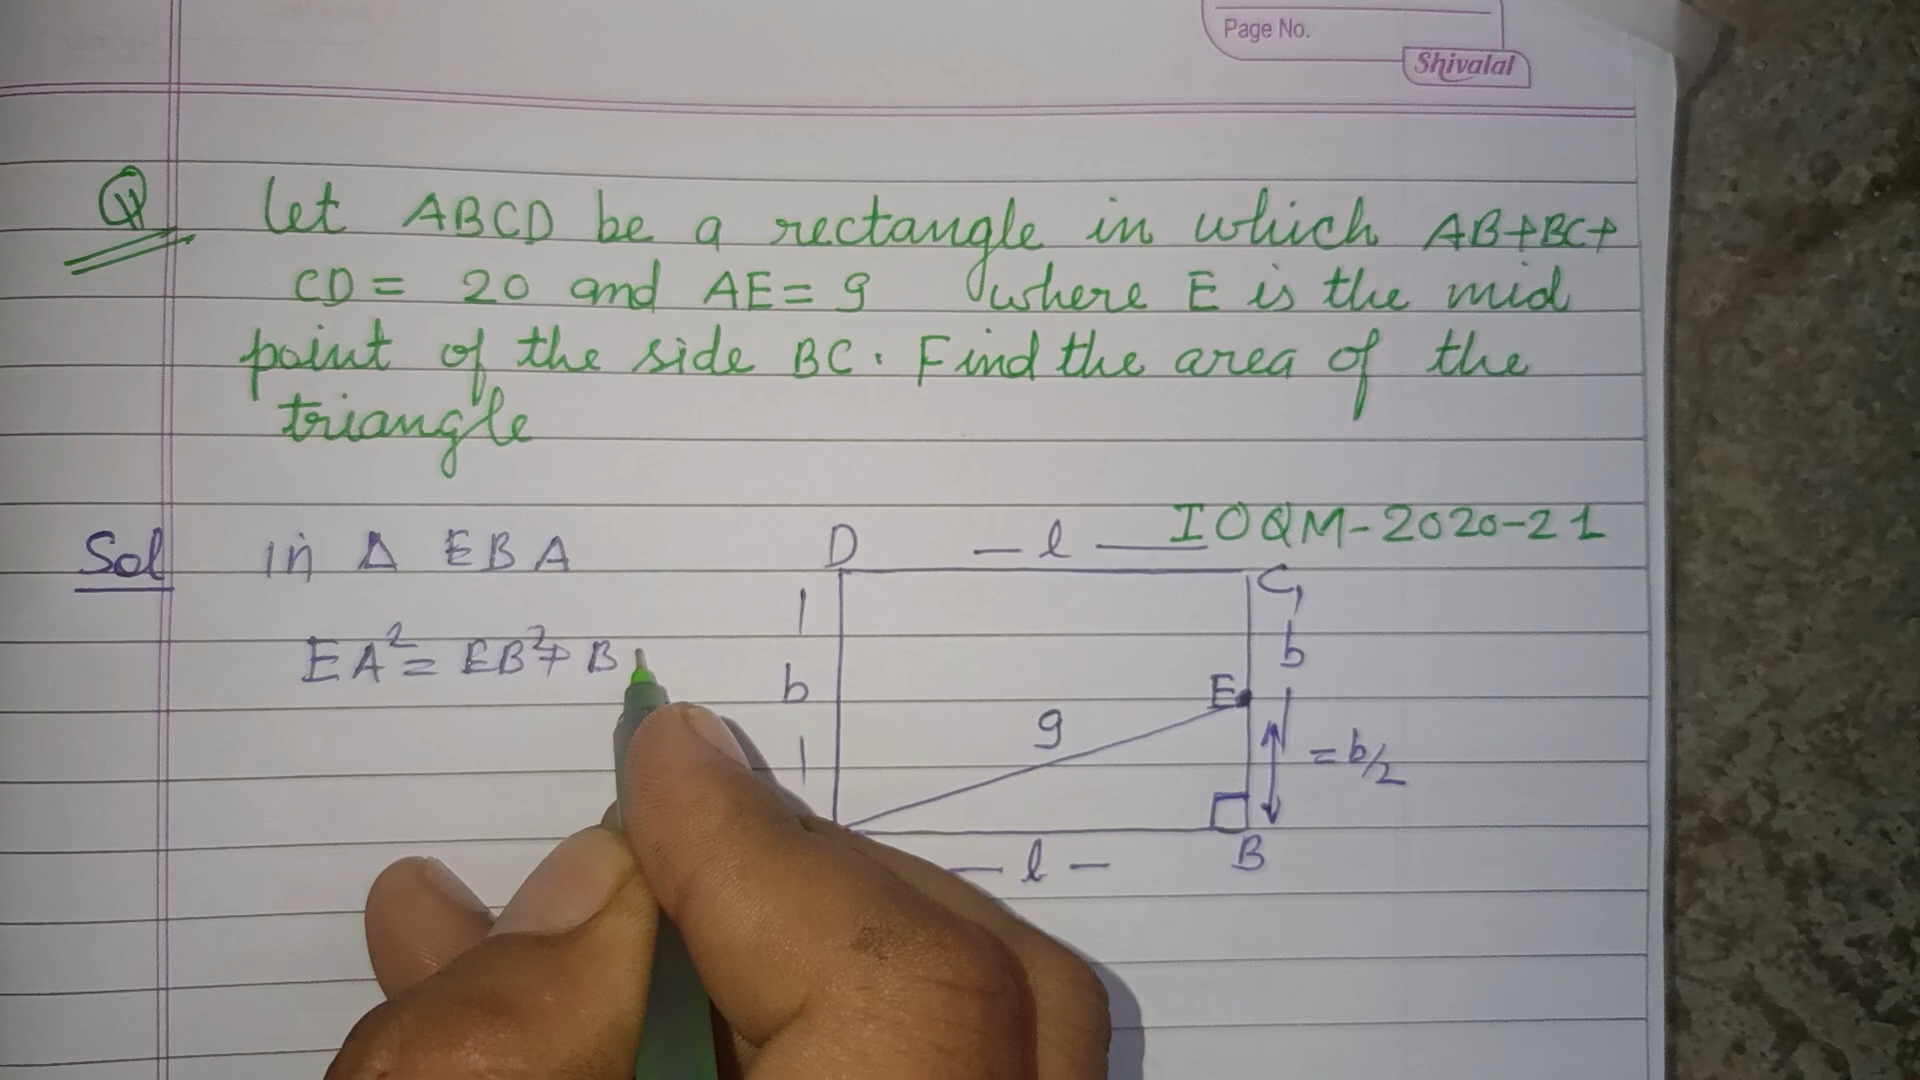 Page No.
Shivalal
Q Let ABCD be a rectangle in which AB+BC+
CD = 20 and AE = 9 where E is the mid
point of the side BC. Find the area of the
triangle
IOQM-2020-21
Sol in Δ EBA
EA² = EB² + B
D — l — C
b
b
E
9
= b/2
— l —
B